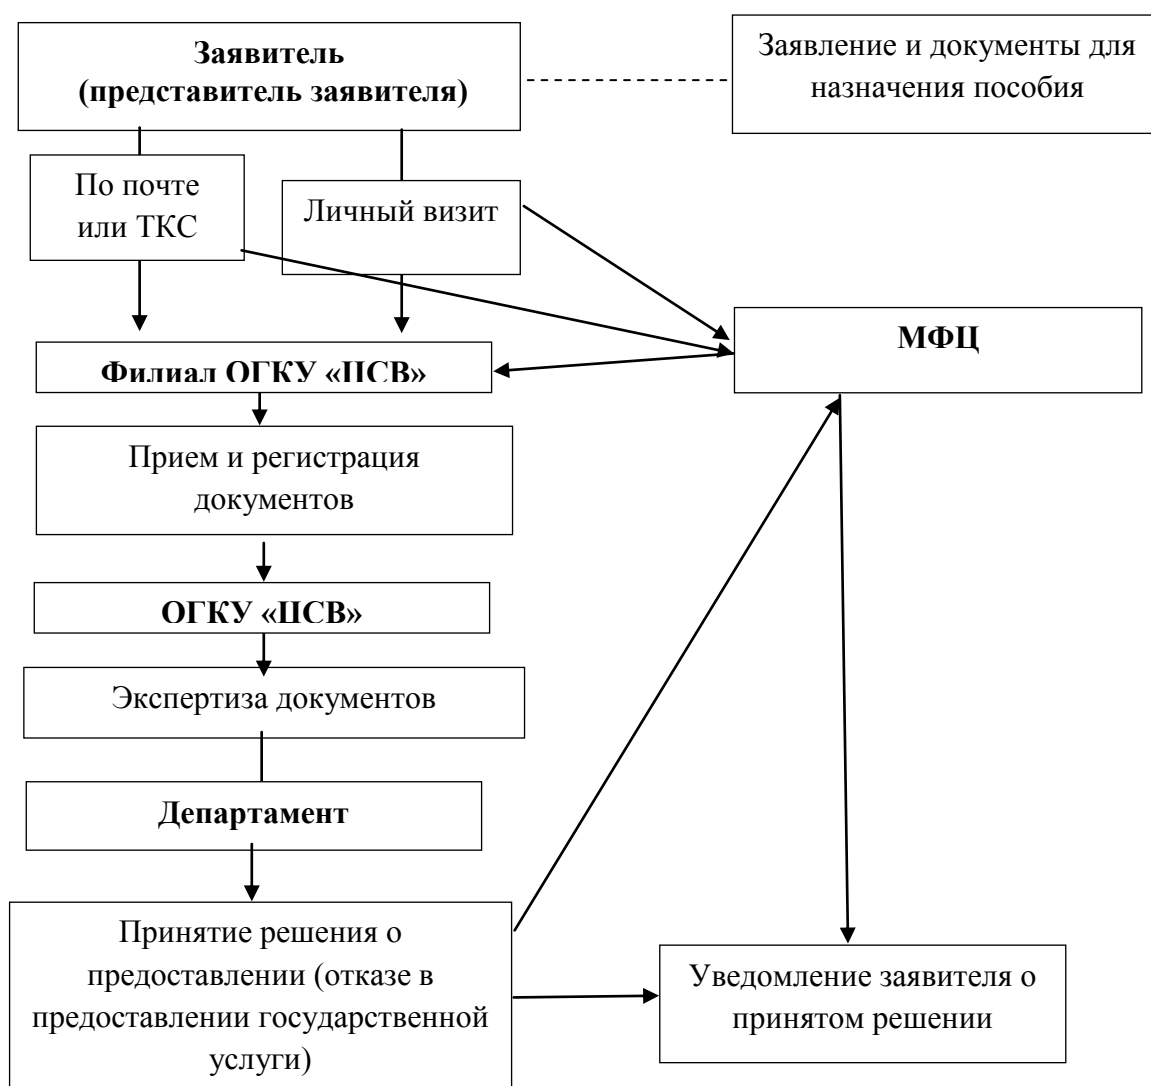 Заявитель
(представитель заявителя)
Заявление и документы для
назначения пособия
По почте
или ТКС
Личный визит
МФЦ
Филиал ОГКУ «ЦСВ»
Прием и регистрация
документов
ОГКУ «ЦСВ»
Экспертиза документов
Департамент
Принятие решения о
предоставлении (отказе в
предоставлении государственной
услуги)
Уведомление заявителя о
принятом решении